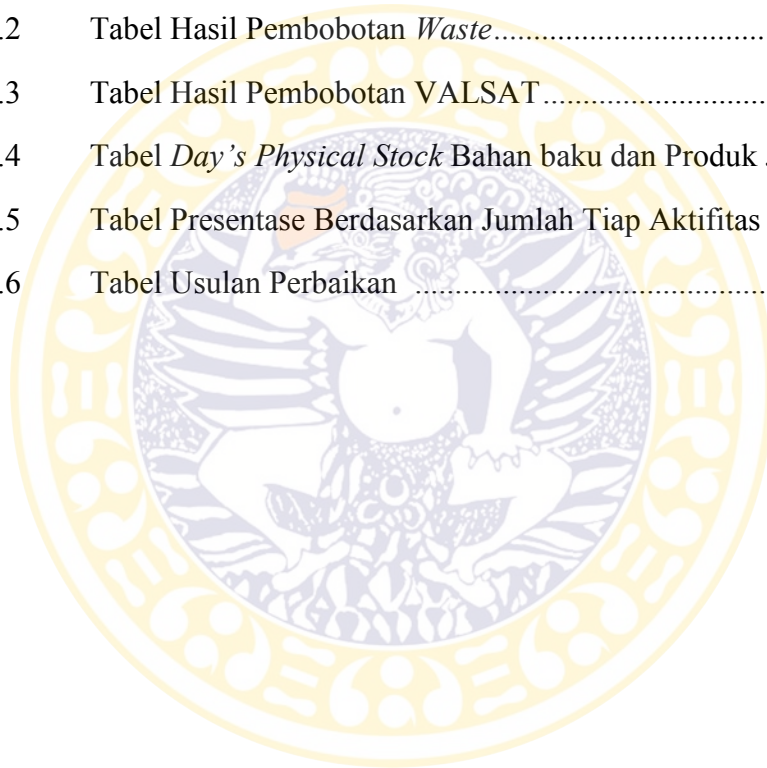 .2 Tabel Hasil Pembobotan Waste....................................
.3 Tabel Hasil Pembobotan VALSAT..............................
.4 Tabel Day's Physical Stock Bahan baku dan Produk .
.5 Tabel Presentase Berdasarkan Jumlah Tiap Aktifitas
.6 Tabel Usulan Perbaikan ...............................................